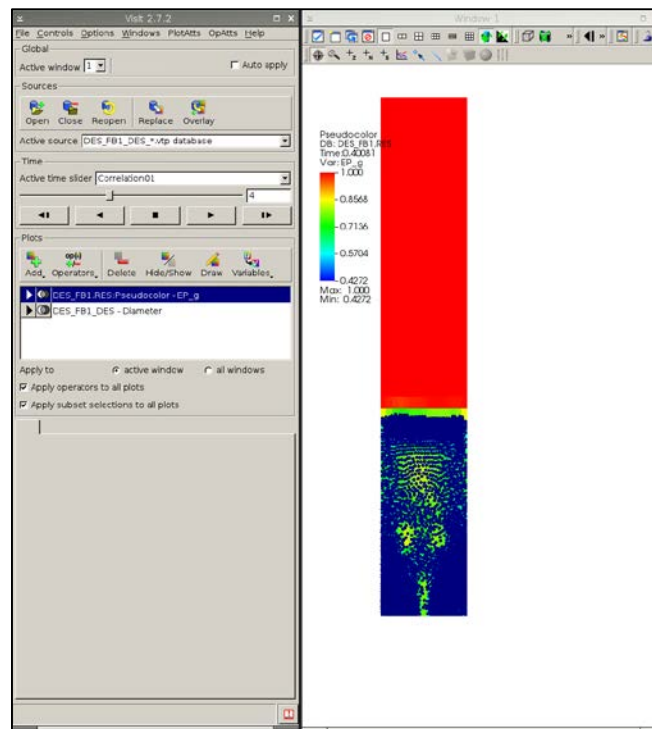 VisIt 2.7.2
File Controls Options Windows PlotAtts OpAtts Help
Global
Active window 1
Auto apply
Sources
Open Close Reopen Replace Overlay
Active source DES_FB1_DES_*.vtp database
Time
Active time slider Correlation01
4
Plots
op(s)
Add Operators Delete Hide/Show Draw Variables
DES_FB1.RES:Pseudocolor - EP_g
DES_FB1_DES - Diameter
Apply to active window all windows
Apply operators to all plots
Apply subset selections to all plots
Window 1
Pseudocolor
DB: DES_FB1.RES
Time:0.40081
Var: EP_g
1.000
0.8568
0.7136
0.5704
0.4272
Max: 1.000
Min: 0.4272